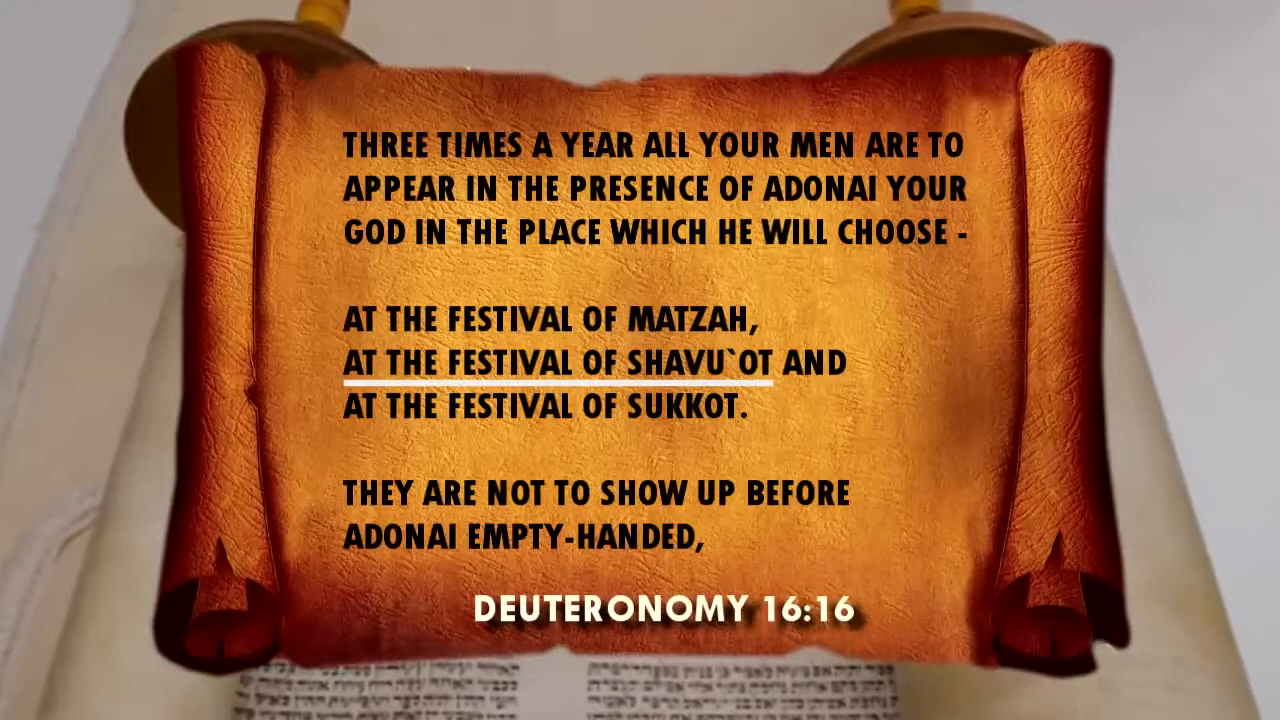 THREE TIMES A YEAR ALL YOUR MEN ARE TO
APPEAR IN THE PRESENCE OF ADONAI YOUR
GOD IN THE PLACE WHICH HE WILL CHOOSE -
AT THE FESTIVAL OF MATZAH,
AT THE FESTIVAL OF SHAVU`OT AND
AT THE FESTIVAL OF SUKKOT.
THEY ARE NOT TO SHOW UP BEFORE
ADONAI EMPTY-HANDED,
DEUTERONOMY 16:16